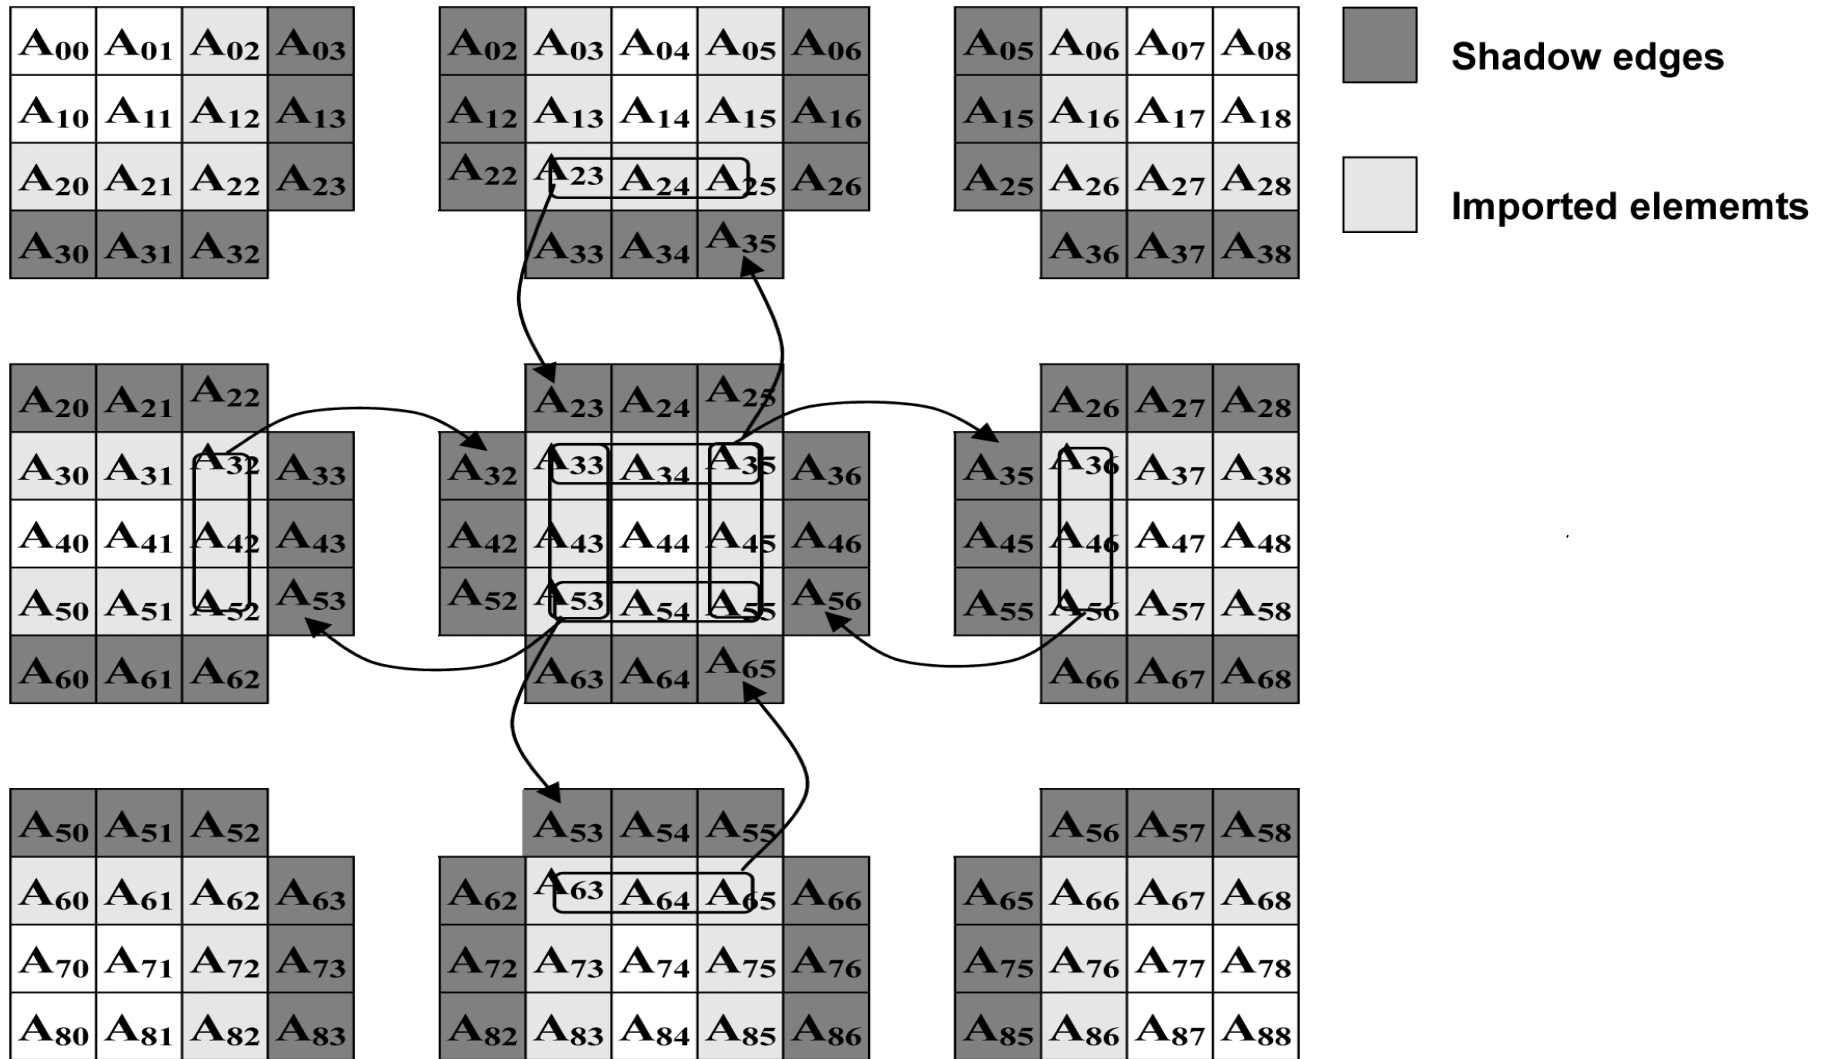 A00 A01 A02 A03 A02 A03 A04 A05 A06 A05 A06 A07 A08 Shadow edges
A10 A11 A12 A13 A12 A13 A14 A15 A16 A15 A16 A17 A18
A20 A21 A22 A23 A22 A23 A24 A25 A26 A25 A26 A27 A28 Imported elememts
A30 A31 A32 A33 A34 A35 A36 A37 A38
A20 A21 A22 A23 A24 A25 A26 A27 A28
A30 A31 A32 A33 A32 A33 A34 A35 A36 A35 A36 A37 A38
A40 A41 A42 A43 A42 A43 A44 A45 A46 A45 A46 A47 A48
A50 A51 A52 A53 A52 A53 A54 A55 A56 A55 A56 A57 A58
A60 A61 A62 A63 A64 A65 A66 A67 A68
A50 A51 A52 A53 A54 A55 A56 A57 A58
A60 A61 A62 A63 A62 A63 A64 A65 A66 A65 A66 A67 A68
A70 A71 A72 A73 A72 A73 A74 A75 A76 A75 A76 A77 A78
A80 A81 A82 A83 A82 A83 A84 A85 A86 A85 A86 A87 A88